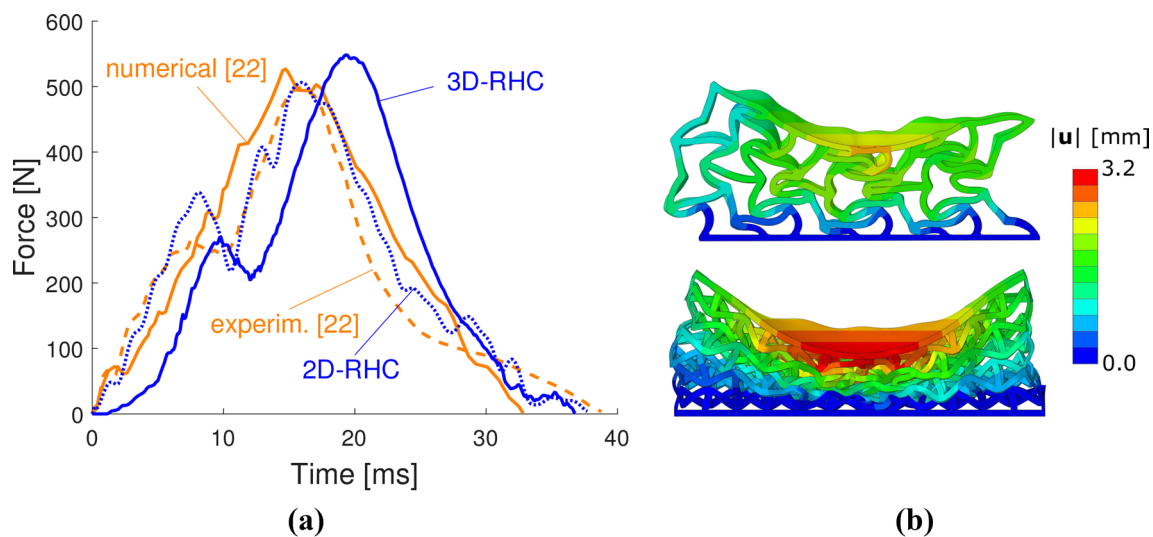 600
500
400
300
200
100
0
Force [N]
numerical [22]
3D-RHC
experim. [22]
2D-RHC
0
10
20
30
40
Time [ms]
(a)
|u| [mm]
3.2
0.0
(b)